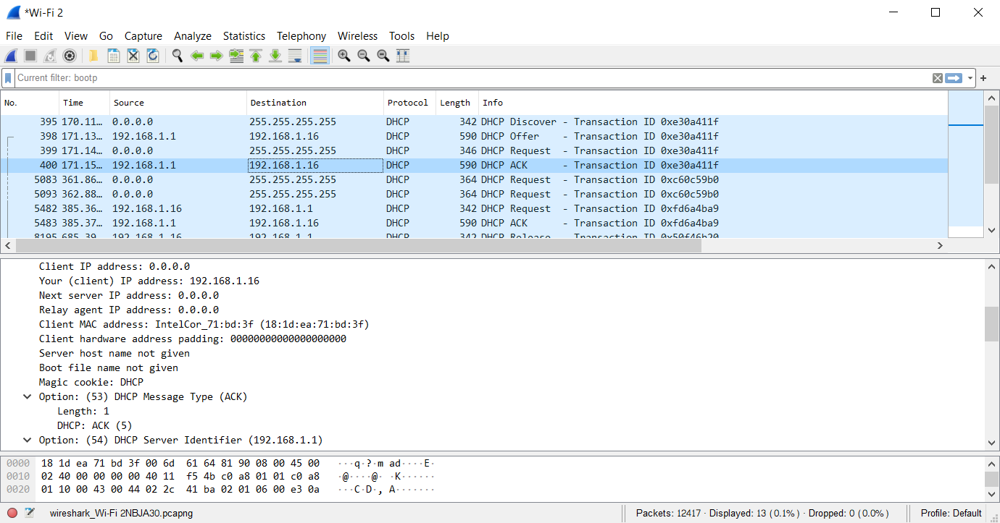 *Wi-Fi 2
File Edit View Go Capture Analyze Statistics Telephony Wireless Tools Help
Current filter: bootp
No. Time Source Destination Protocol Length Info
395 170.11… 0.0.0.0 255.255.255.255 DHCP 342 DHCP Discover - Transaction ID 0xe30a411f
398 171.13… 192.168.1.1 192.168.1.16 DHCP 590 DHCP Offer - Transaction ID 0xe30a411f
399 171.14… 0.0.0.0 255.255.255.255 DHCP 346 DHCP Request - Transaction ID 0xe30a411f
400 171.15… 192.168.1.1 192.168.1.16 DHCP 590 DHCP ACK - Transaction ID 0xe30a411f
5083 361.86… 0.0.0.0 255.255.255.255 DHCP 364 DHCP Request - Transaction ID 0xc60c59b0
5093 362.88… 0.0.0.0 255.255.255.255 DHCP 364 DHCP Request - Transaction ID 0xc60c59b0
5482 385.36… 192.168.1.16 192.168.1.1 DHCP 342 DHCP Request - Transaction ID 0xfd6a4ba9
5483 385.37… 192.168.1.1 192.168.1.16 DHCP 590 DHCP ACK - Transaction ID 0xfd6a4ba9
8195 685.39… 192.168.1.16 192.168.1.1 DHCP 342 DHCP Release - Transaction ID 0x50f46b20
Client IP address: 0.0.0.0
Your (client) IP address: 192.168.1.16
Next server IP address: 0.0.0.0
Relay agent IP address: 0.0.0.0
Client MAC address: IntelCor_71:bd:3f (18:1d:ea:71:bd:3f)
Client hardware address padding: 00000000000000000000
Server host name not given
Boot file name not given
Magic cookie: DHCP
Option: (53) DHCP Message Type (ACK)
Length: 1
DHCP: ACK (5)
Option: (54) DHCP Server Identifier (192.168.1.1)
0000 18 1d ea 71 bd 3f 00 6d 61 64 81 90 08 00 45 00 ···q·?·m ad····E·
0010 02 40 00 00 00 00 40 11 f5 4b c0 a8 01 01 c0 a8 ·@····@· ·K······
0020 01 10 00 43 00 44 02 2c 41 ba 02 01 06 00 e3 0a ···C·D·, A·······
wireshark_Wi-Fi 2NBJA30.pcapng
Packets: 12417 · Displayed: 13 (0.1%) · Dropped: 0 (0.0%)
Profile: Default